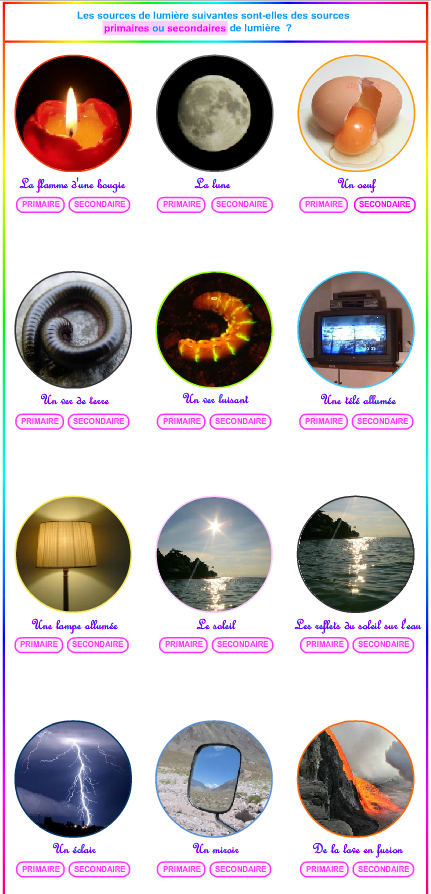 Les sources de lumière suivantes sont-elles des sources
primaires ou secondaires de lumière ?
La flamme d'une bougie
La lune
Un oeuf
PRIMAIRE SECONDAIRE
PRIMAIRE SECONDAIRE
PRIMAIRE SECONDAIRE
Un ver de terre
Un ver luisant
Une télé allumée
PRIMAIRE SECONDAIRE
PRIMAIRE SECONDAIRE
PRIMAIRE SECONDAIRE
Une lampe allumée
Le soleil
Les reflets du soleil sur l'eau
PRIMAIRE SECONDAIRE
PRIMAIRE SECONDAIRE
PRIMAIRE SECONDAIRE
Un éclair
Un miroir
De la lave en fusion
PRIMAIRE SECONDAIRE
PRIMAIRE SECONDAIRE
PRIMAIRE SECONDAIRE